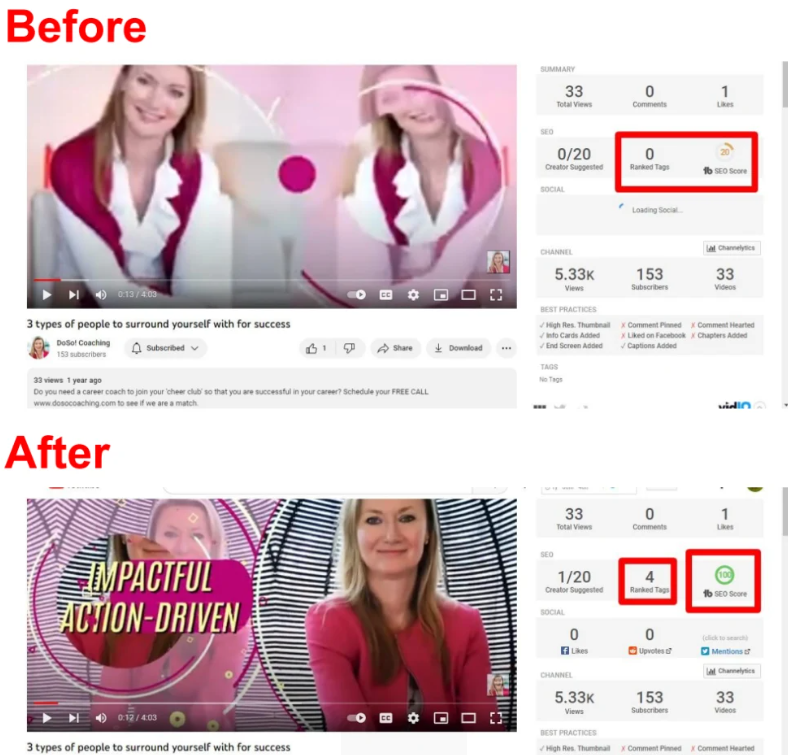 Before
SUMMARY
33 0 1
Total Views Comments Likes
SEO
0/20 0 20
Creator Suggested Ranked Tags tb SEO Score
SOCIAL
Loading Social...
CHANNEL Channelytics
5.33K 153 33
Views Subscribers Videos
BEST PRACTICES
✓ High Res. Thumbnail ✗ Comment Pinned ✗ Comment Hearted
✓ Info Cards Added ✗ Liked on Facebook ✗ Chapters Added
✓ End Screen Added ✓ Captions Added
TAGS
No Tags
vidIQ
0:13 / 4:03 CC
3 types of people to surround yourself with for success
DoSo! Coaching
153 subscribers
Subscribed 1 Share Download ...
33 views 1 year ago
Do you need a career coach to join your 'cheer club' so that you are successful in your career? Schedule your FREE CALL
www.dosocoaching.com to see if we are a match.
After
IMPACTFUL
ACTION-DRIVEN
0:12 / 4:03 CC
3 types of people to surround yourself with for success
33 0 1
Total Views Comments Likes
SEO
1/20 4 100
Creator Suggested Ranked Tags tb SEO Score
SOCIAL
0 0 (click to search)
Likes Upvotes Mentions
CHANNEL Channelytics
5.33K 153 33
Views Subscribers Videos
BEST PRACTICES
✓ High Res. Thumbnail ✗ Comment Pinned ✗ Comment Hearted